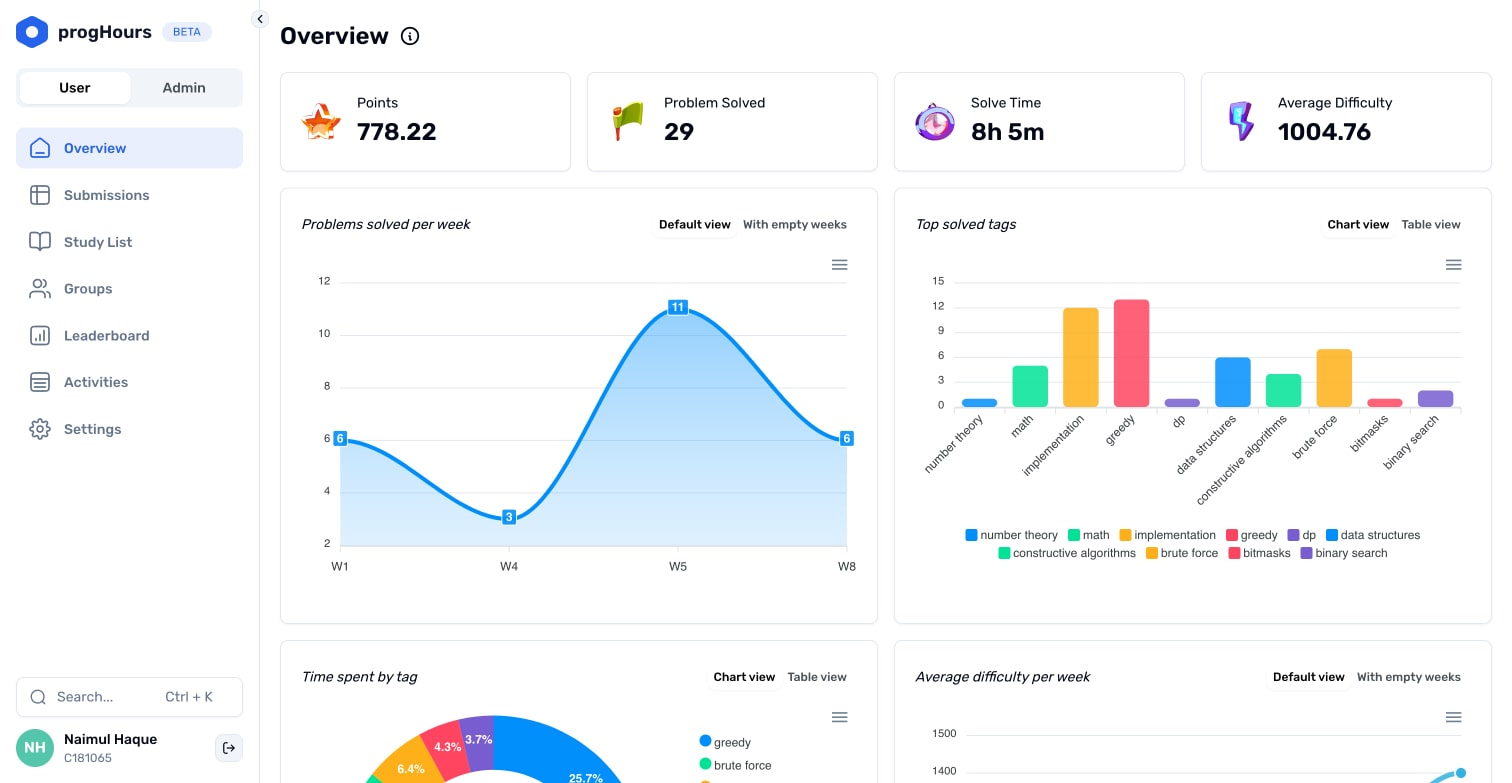 progHours BETA
User Admin
Overview
Submissions
Study List
Groups
Leaderboard
Activities
Settings
Search... Ctrl + K
NH
Naimul Haque
C181065
Overview
Points
778.22
Problem Solved
29
Solve Time
8h 5m
Average Difficulty
1004.76
Problems solved per week Default view With empty weeks
12
10
8
6
4
2
6
3
11
6
W1 W4 W5 W8
Top solved tags Chart view Table view
15
12
9
6
3
0
number theory
math
implementation
greedy
dp
data structures
constructive algorithms
brute force
bitmasks
binary search
number theory math implementation greedy dp data structures
constructive algorithms brute force bitmasks binary search
Time spent by tag Chart view Table view
4.3% 3.7%
6.4%
25.7%
greedy
brute force
Average difficulty per week Default view With empty weeks
1500
1400